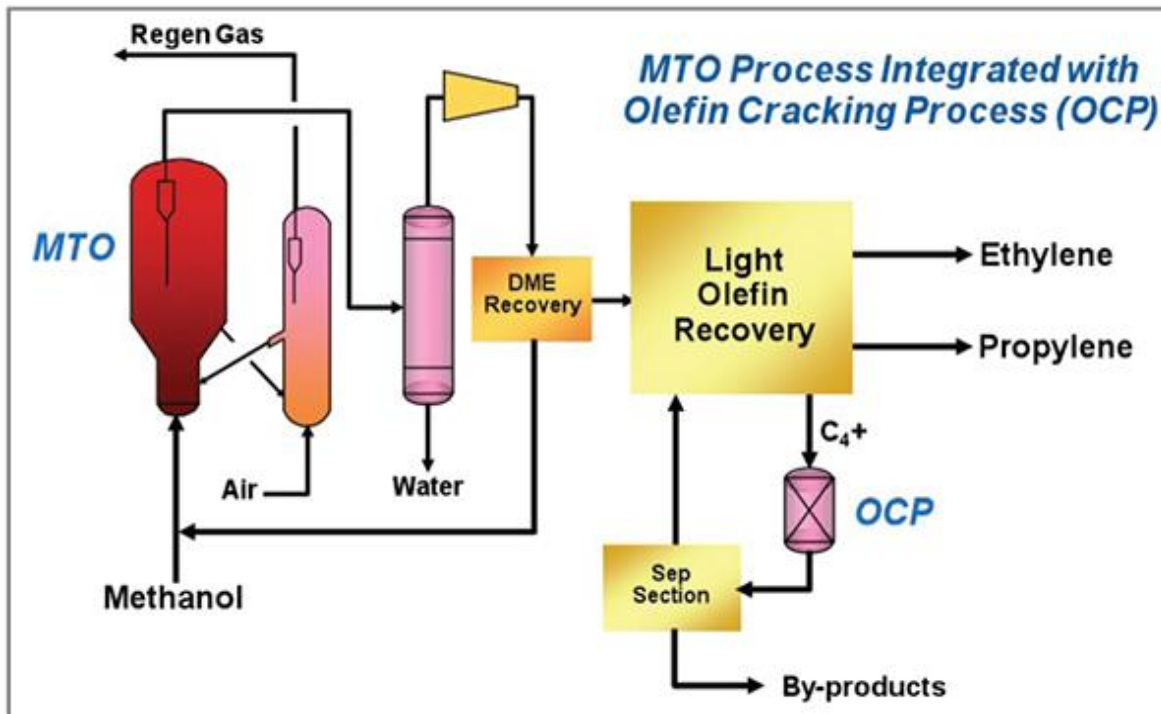 Regen Gas
MTO Process Integrated with
Olefin Cracking Process (OCP)
MTO
DME
Recovery
Light
Olefin
Recovery
Ethylene
Propylene
Air
Water
C₄+
OCP
Methanol
Sep
Section
By-products